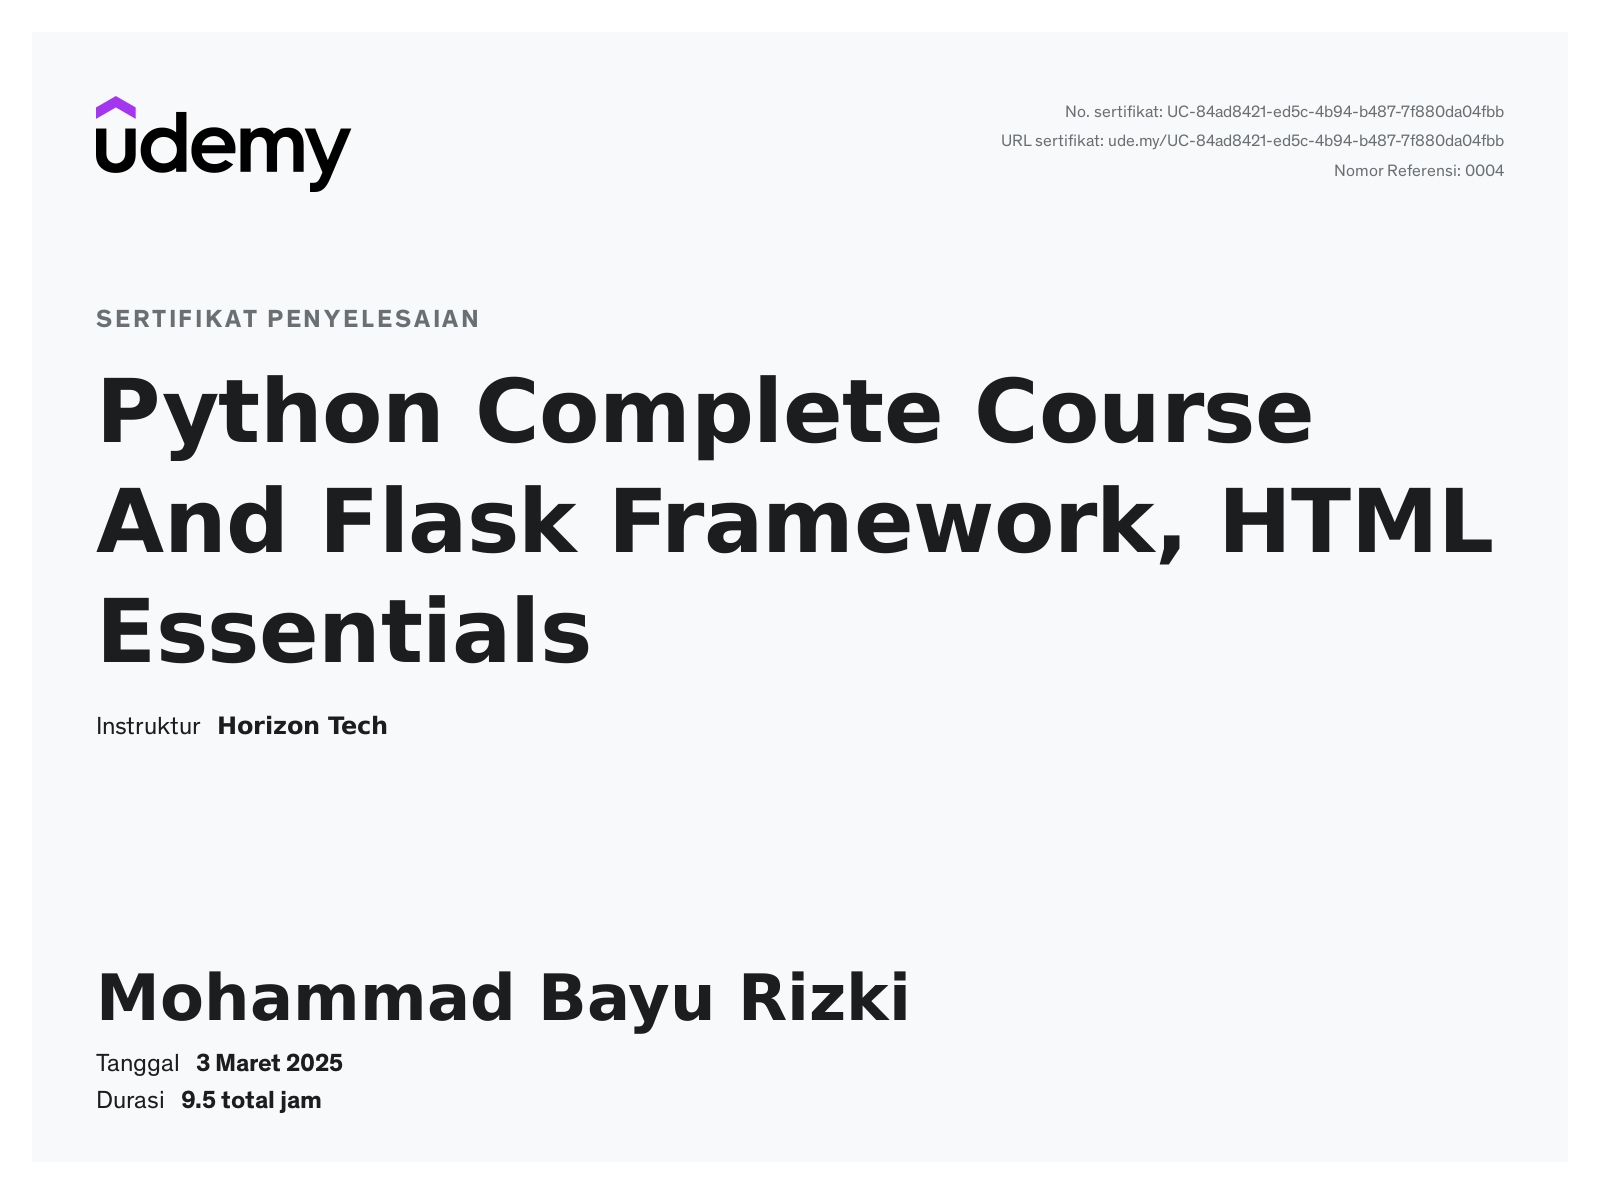 udemy
No. sertifikat: UC-84ad8421-ed5c-4b94-b487-7f880da04fbb
URL sertifikat: ude.my/UC-84ad8421-ed5c-4b94-b487-7f880da04fbb
Nomor Referensi: 0004
SERTIFIKAT PENYELESAIAN
Python Complete Course
And Flask Framework, HTML
Essentials
Instruktur Horizon Tech
Mohammad Bayu Rizki
Tanggal 3 Maret 2025
Durasi 9.5 total jam